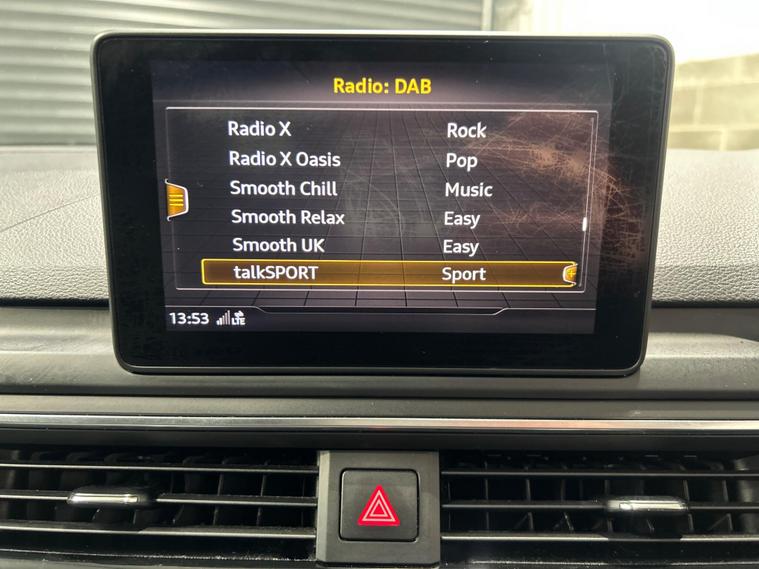 Radio: DAB
Radio X Rock
Radio X Oasis Pop
Smooth Chill Music
Smooth Relax Easy
Smooth UK Easy
talkSPORT Sport
13:53 LTE